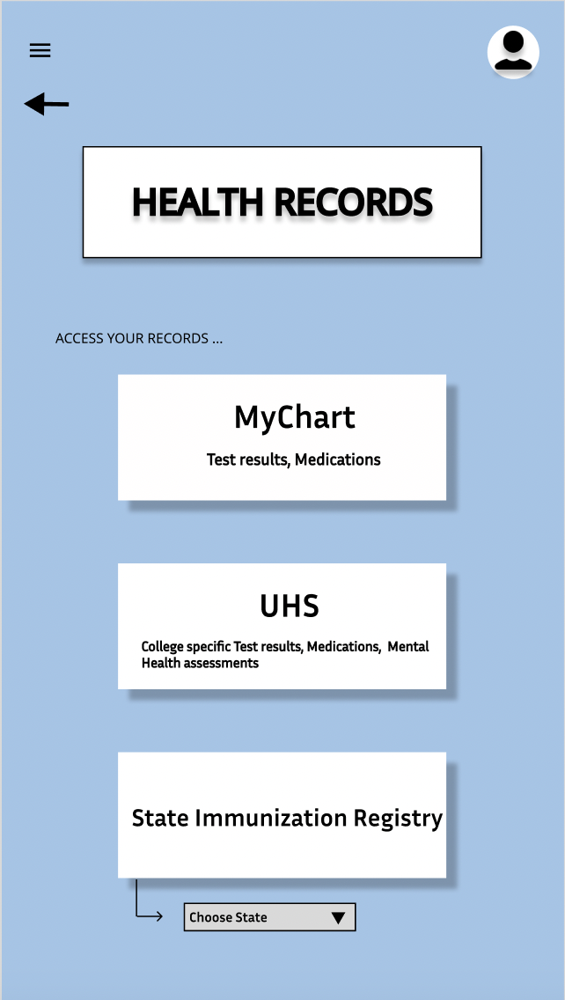 HEALTH RECORDS
ACCESS YOUR RECORDS ...
MyChart
Test results, Medications
UHS
College specific Test results, Medications,  Mental
Health assessments
State Immunization Registry
Choose State